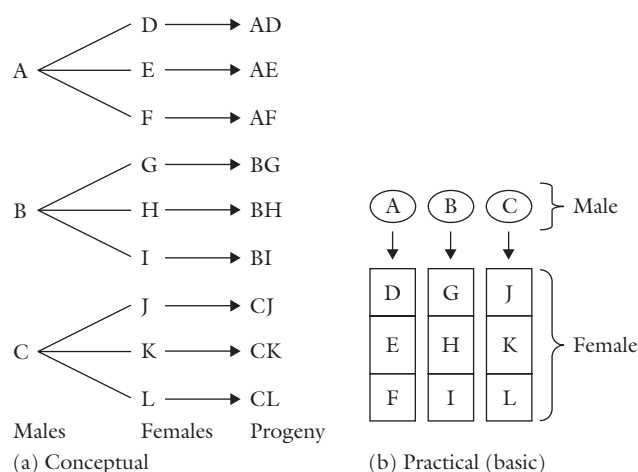 D AD
A E AE
F AF
G BG
B H BH
I BI
J CJ
C K CK
L CL
Males Females Progeny
(a) Conceptual
A B C Male
D G J
E H K Female
F I L
(b) Practical (basic)